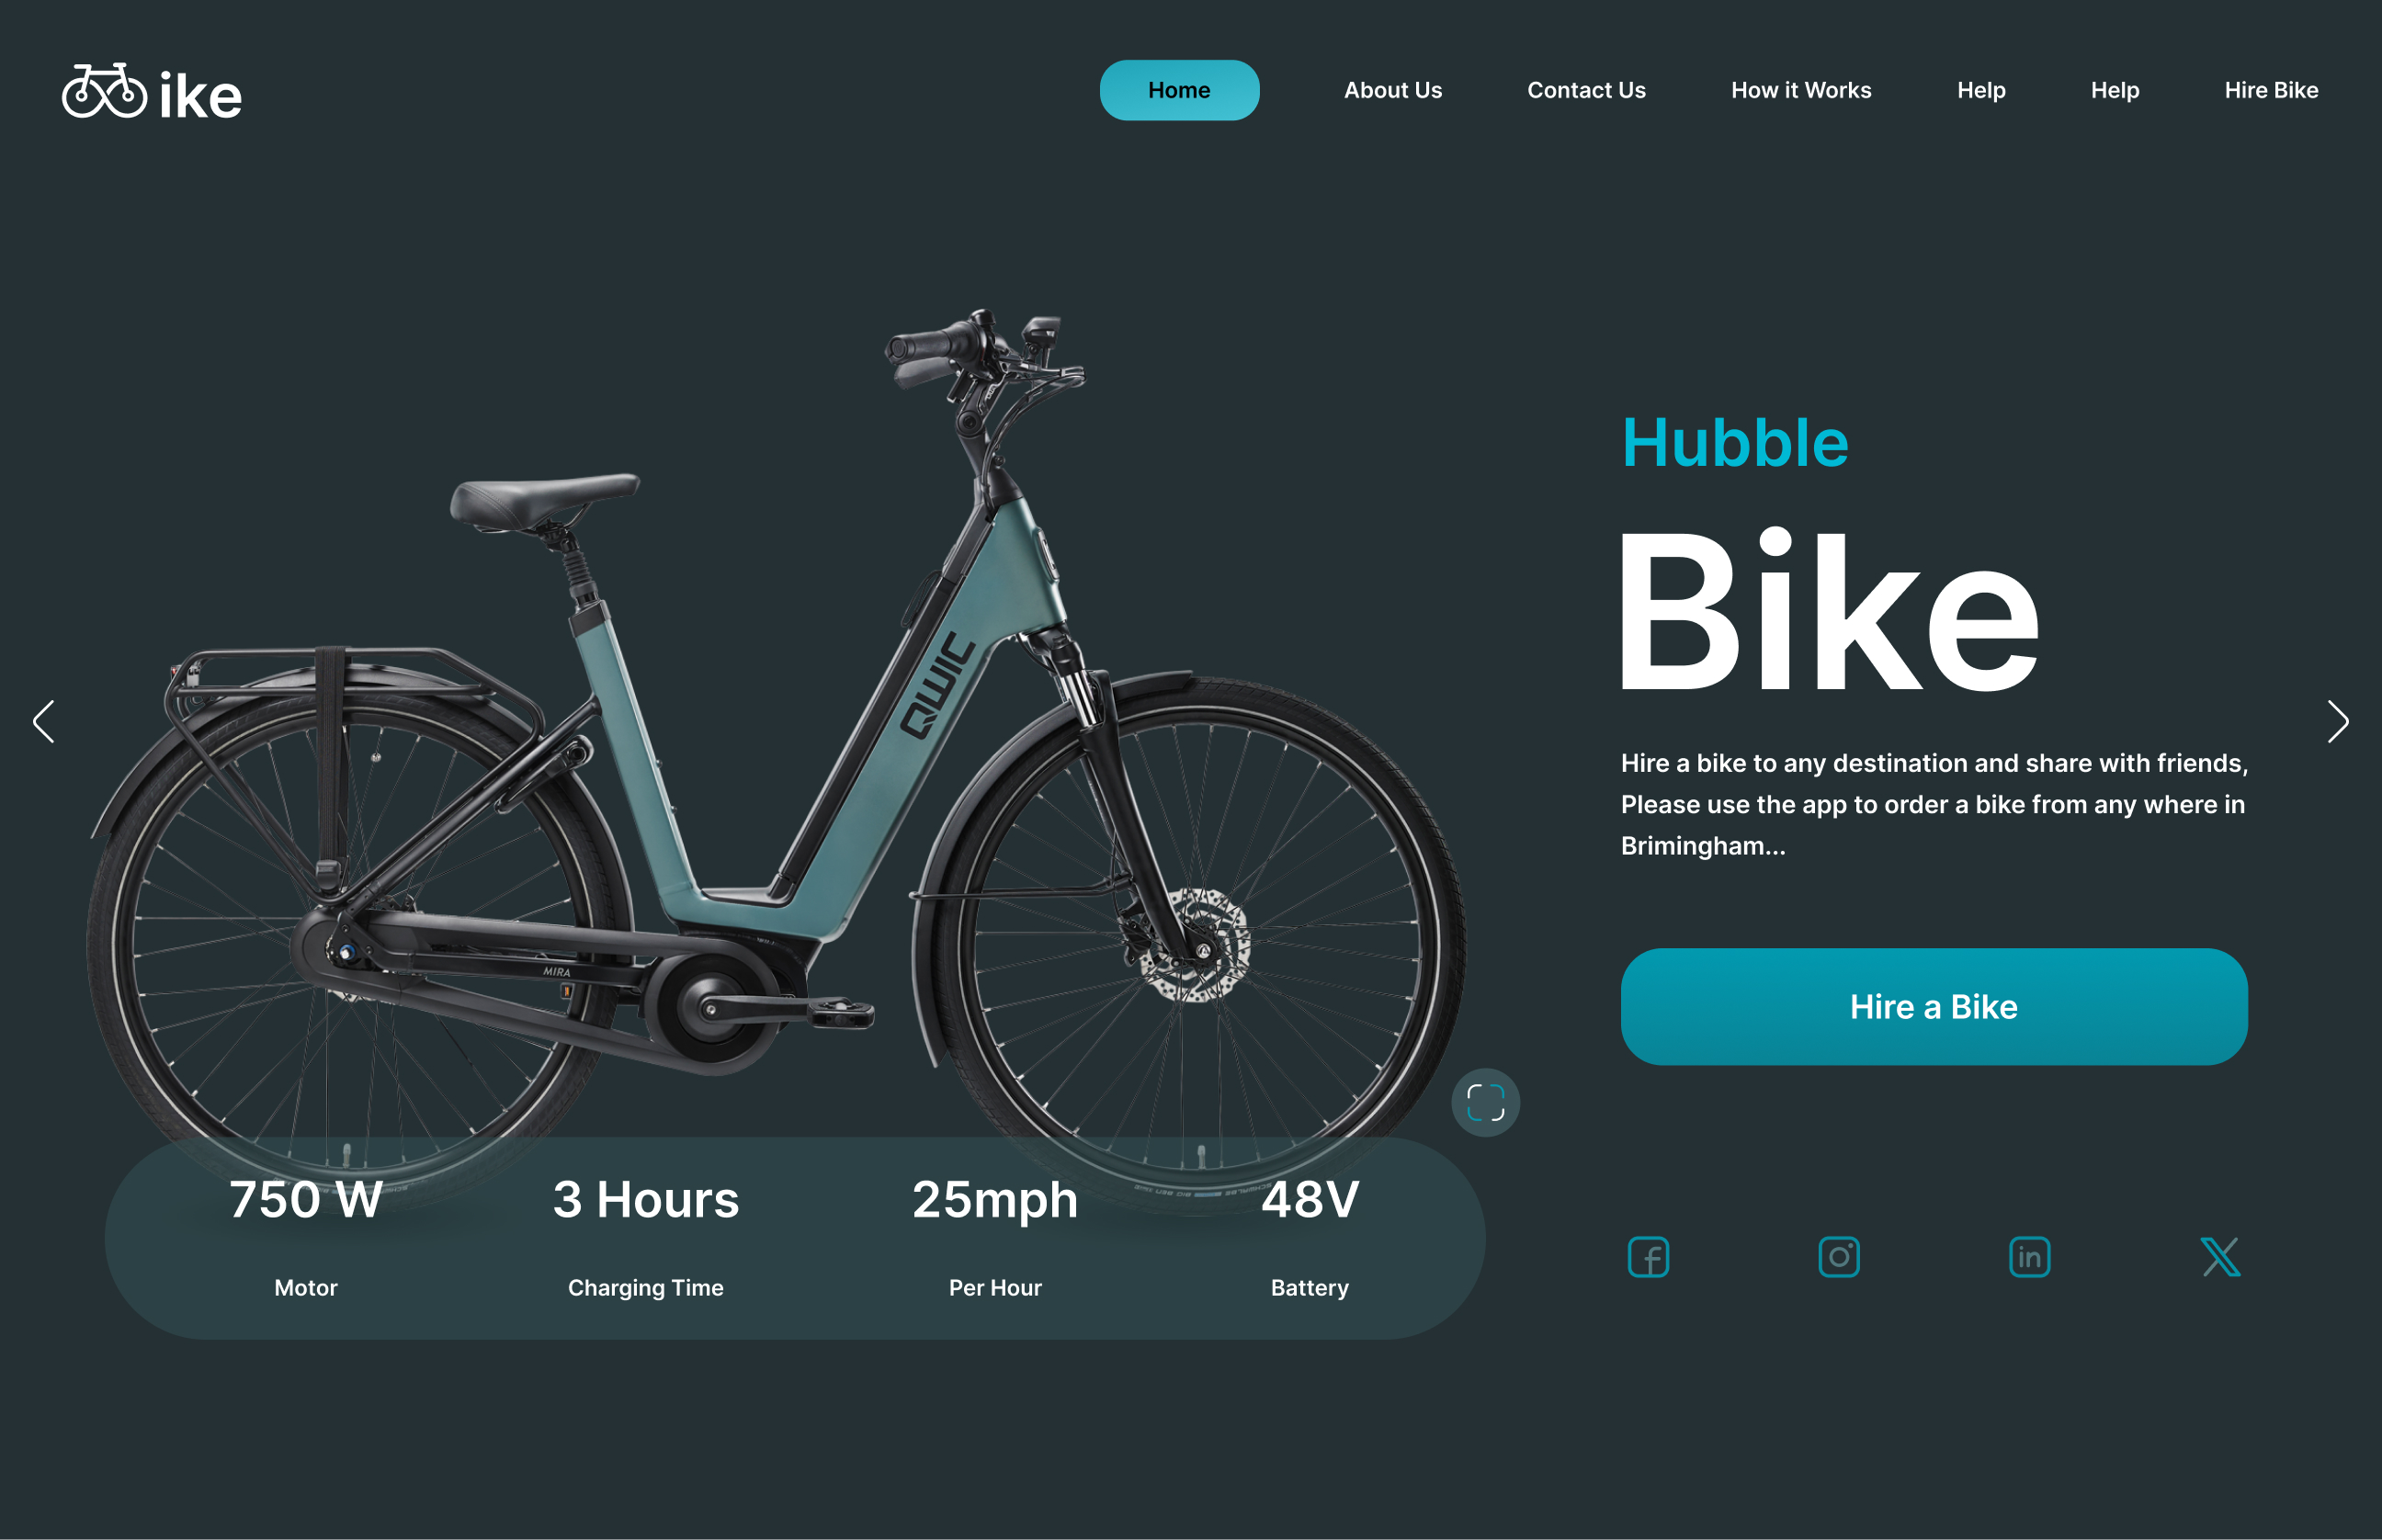 ike
Home
About Us
Contact Us
How it Works
Help
Help
Hire Bike
Hubble
Bike
Hire a bike to any destination and share with friends,
Please use the app to order a bike from any where in
Brimingham...
Hire a Bike
QWIC
MIRA
750 W
3 Hours
25mph
48V
Motor
Charging Time
Per Hour
Battery